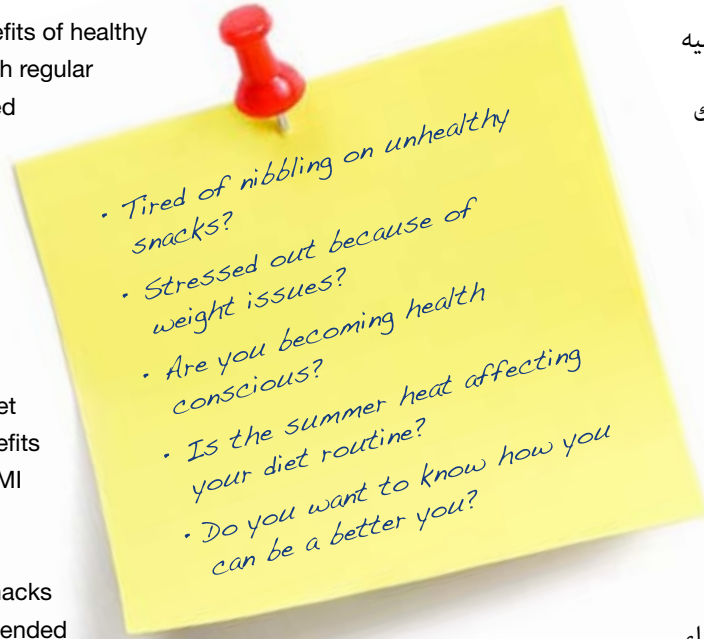 efits of healthy
h regular
ed
et
efits
MI
nacks
ended
• Tired of nibbling on unhealthy
snacks?
• Stressed out because of
weight issues?
• Are you becoming health
conscious?
• Is the summer heat affecting
your diet routine?
• Do you want to know how you
can be a better you?
يه
ك